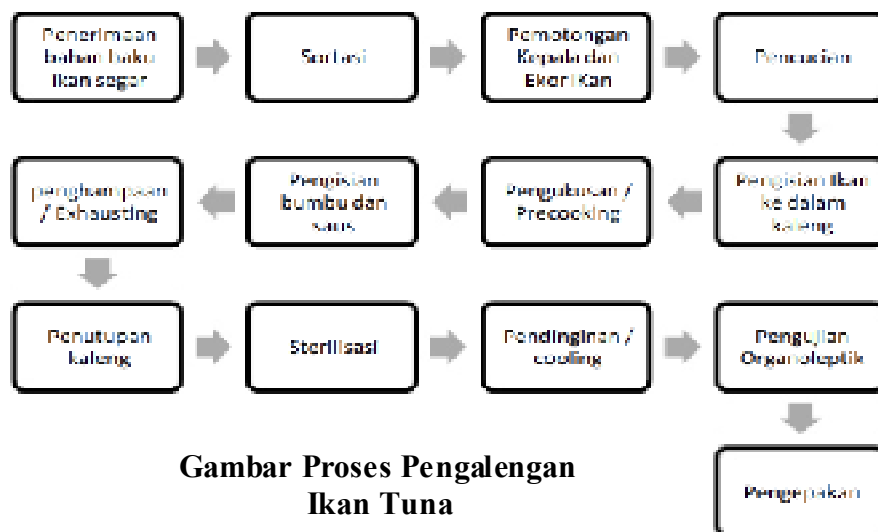 Penerimaan
bahan baku
Ikan segar
Sortasi
Pemotongan
Kepala dan
Ekor Ikan
Pencucian
Pengisian Ikan
ke dalam
kaleng
Pengukusan /
Precooking
Pengisian
bumbu dan
saus
penghampaan
/ Exhausting
Penutupan
kaleng
Sterilisasi
Pendinginan /
cooling
Pengujian
Organoleptik
Pengepakan
Gambar Proses Pengalengan
Ikan Tuna